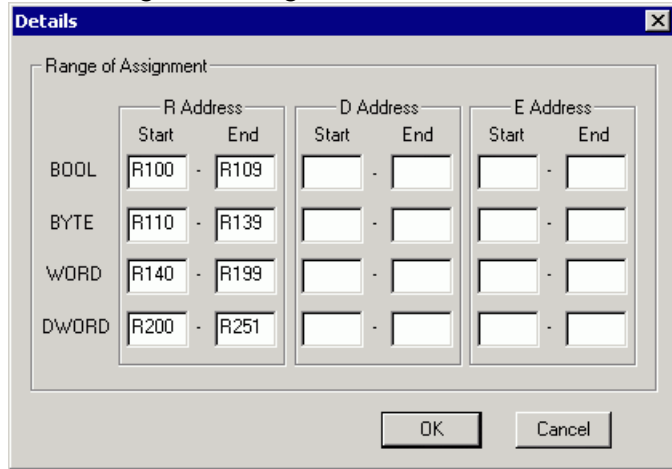 Details
Range of Assignment
R Address D Address E Address
Start End Start End Start End
BOOL R100 - R109 - -
BYTE R110 - R139 - -
WORD R140 - R199 - -
DWORD R200 - R251 - -
OK Cancel